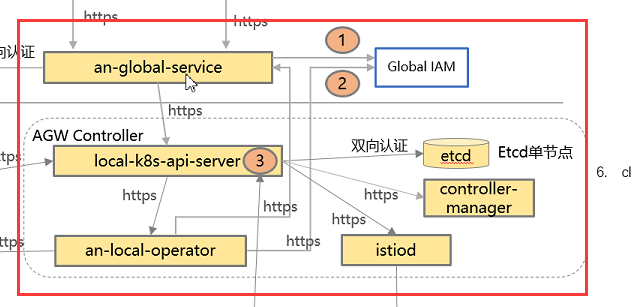 https
https
向认证
an-global-service
1
2
Global IAM
https
AGW Controller
https
local-k8s-api-server
3
双向认证
etcd
Etcd单节点
6. cl
https
https
https
controller-
manager
https
https
https
an-local-operator
istiod